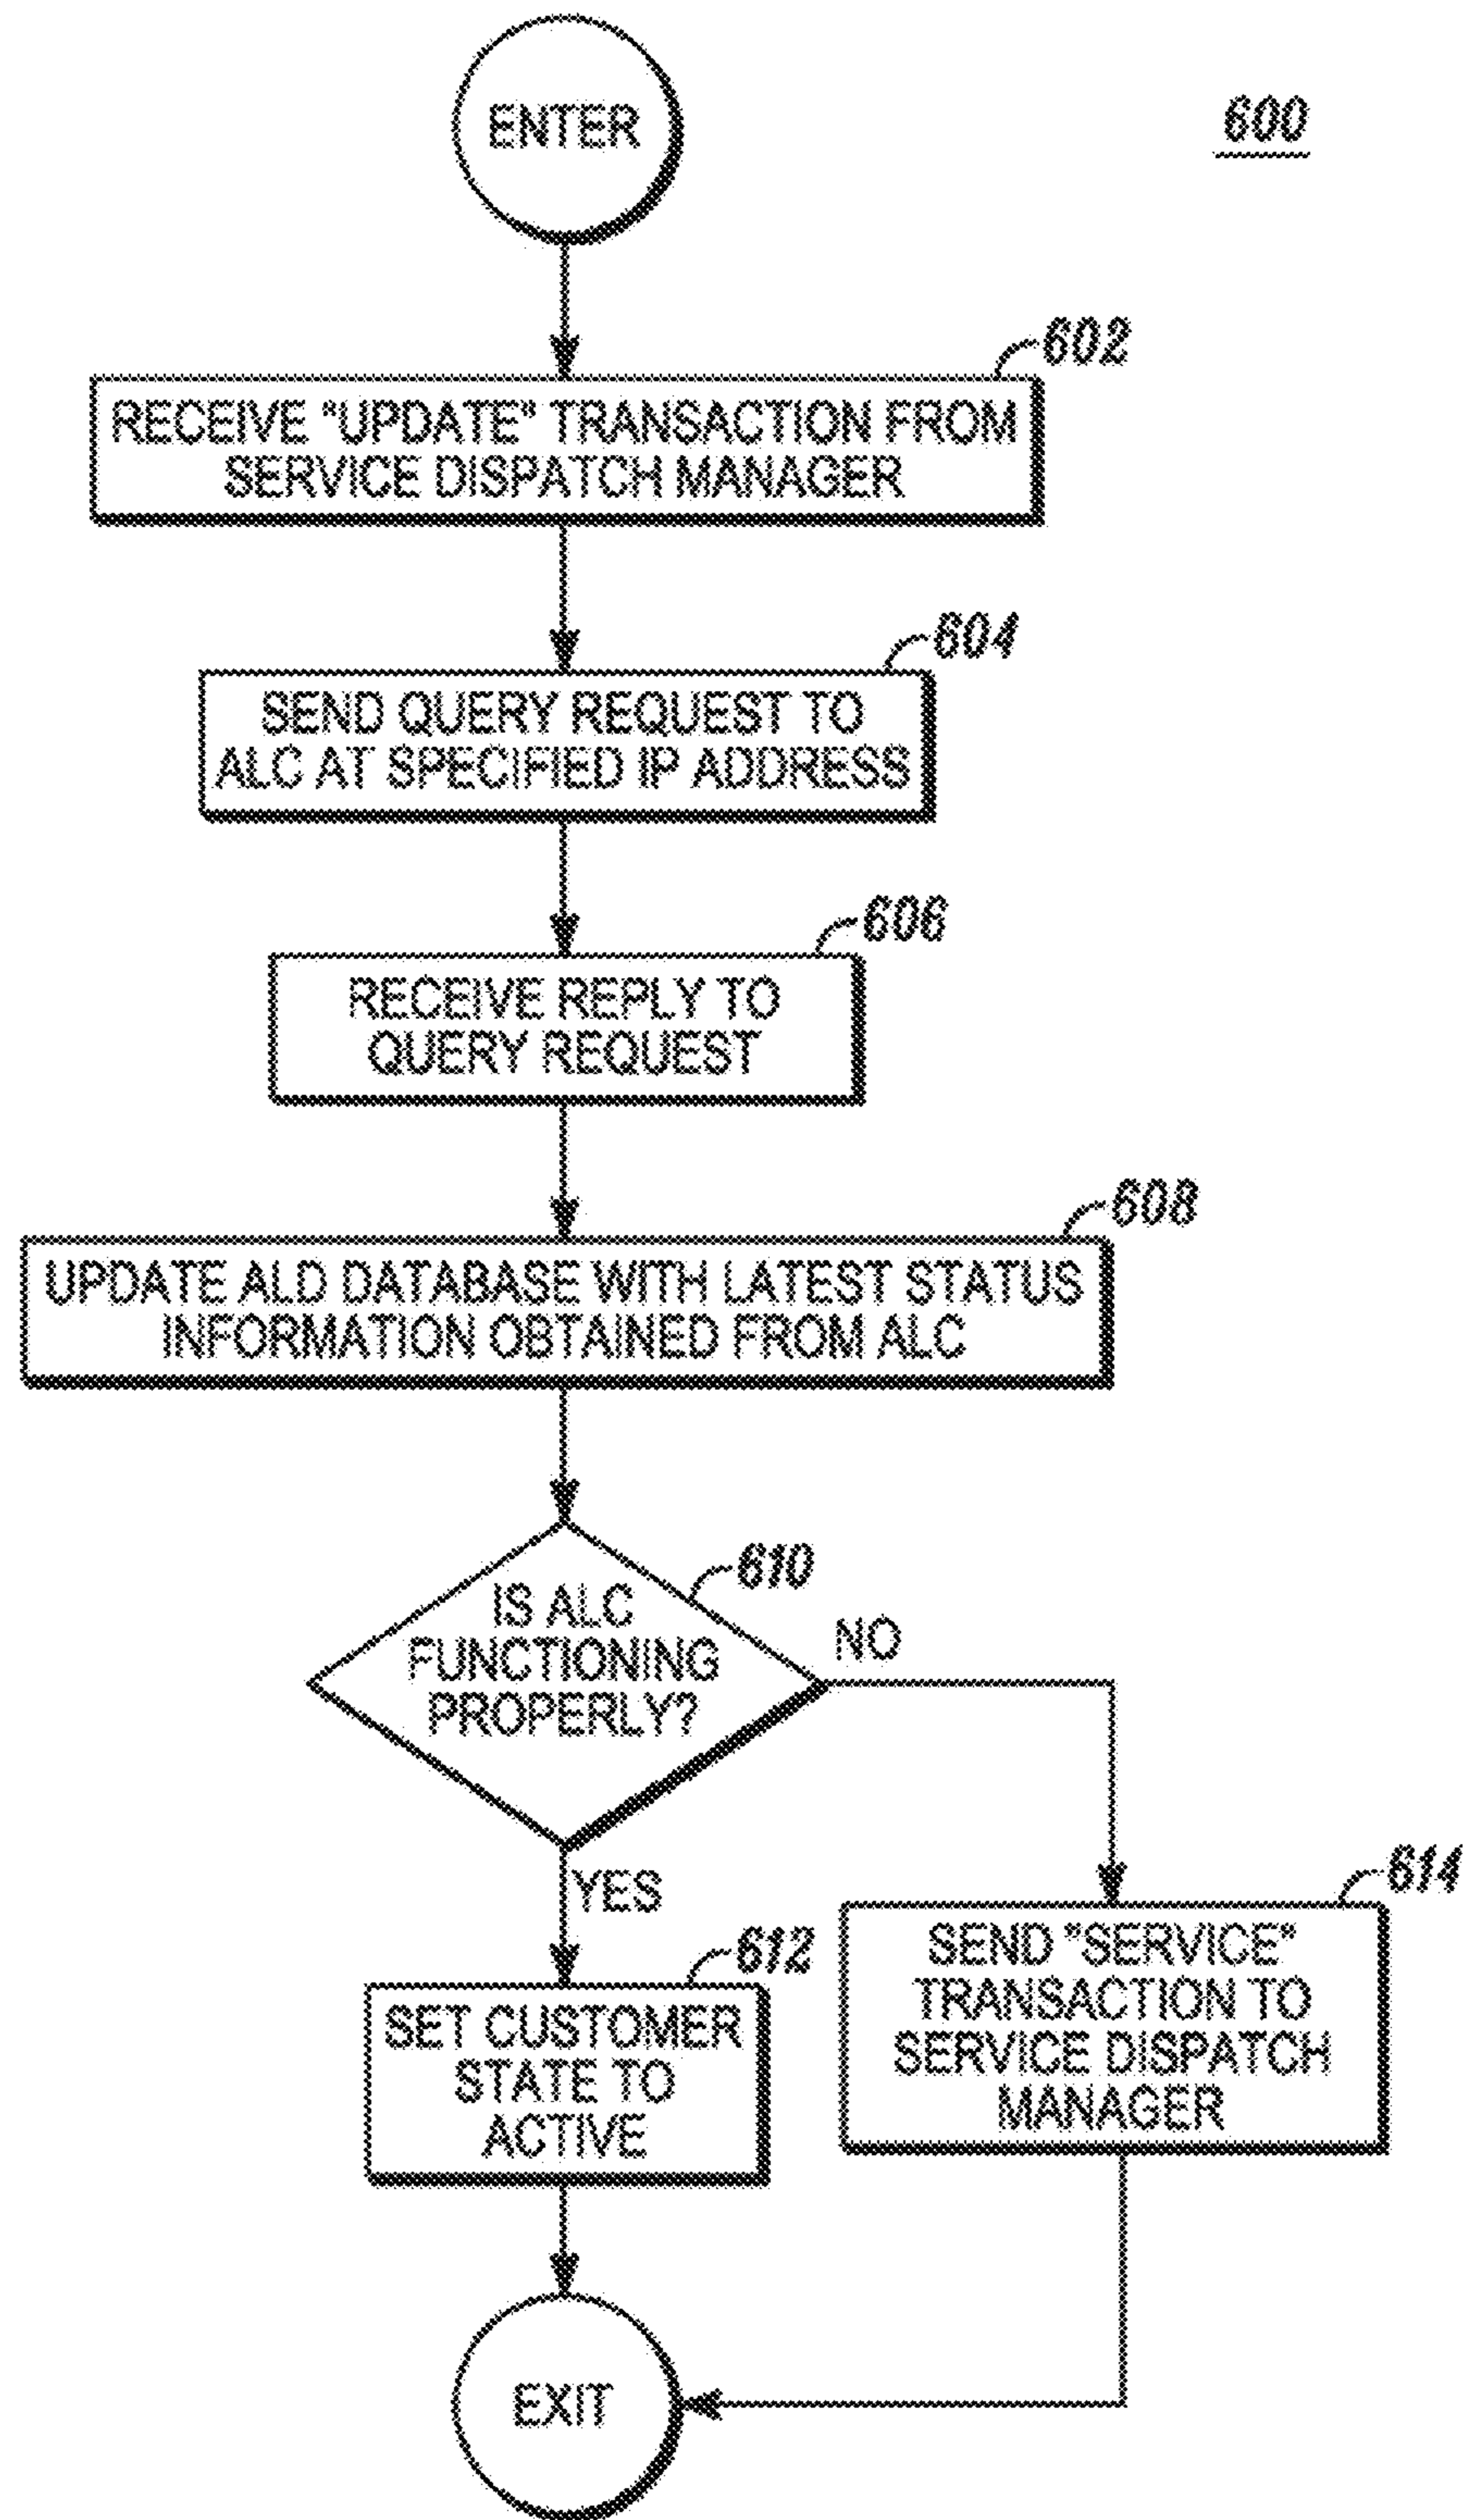 ENTER
600
602
RECEIVE "UPDATE" TRANSACTION FROM
SERVICE DISPATCH MANAGER
604
SEND QUERY REQUEST TO
ALC AT SPECIFIED IP ADDRESS
606
RECEIVE REPLY TO
QUERY REQUEST
608
UPDATE ALD DATABASE WITH LATEST STATUS
INFORMATION OBTAINED FROM ALC
610
IS ALC
FUNCTIONING
PROPERLY?
NO
YES
612
SET CUSTOMER
STATE TO
ACTIVE
614
SEND "SERVICE"
TRANSACTION TO
SERVICE DISPATCH
MANAGER
EXIT